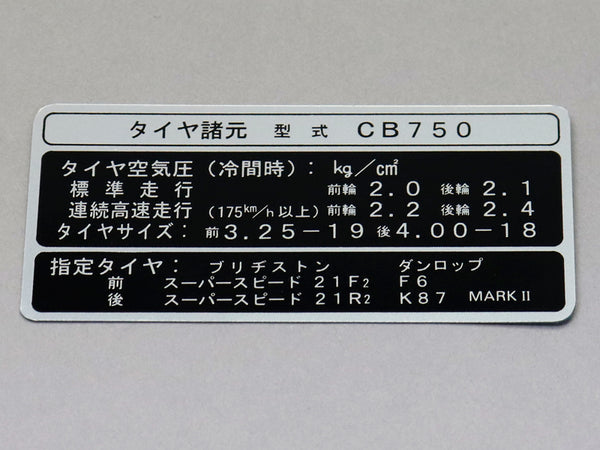 タイヤ諸元 型式 CB750
タイヤ空気圧(冷間時): kg/cm²
標準走行 前輪 2.0 後輪 2.1
連続高速走行(175km/h以上) 前輪 2.2 後輪 2.4
タイヤサイズ: 前 3.25-19 後 4.00-18
指定タイヤ: ブリヂストン ダンロップ
前 スーパースピード 21F2 F6
後 スーパースピード 21R2 K87 MARK II